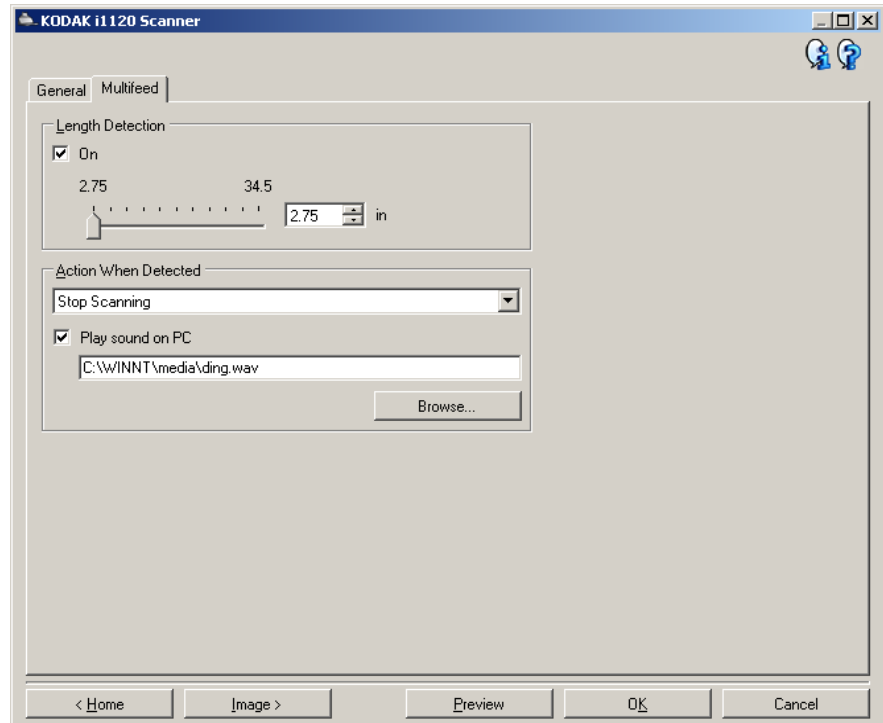 KODAK i1120 Scanner
General Multifeed
Length Detection
On
2.75 34.5
2.75 in
Action When Detected
Stop Scanning
Play sound on PC
C:\WINNT\media\ding.wav
Browse...
< Home Image > Preview OK Cancel